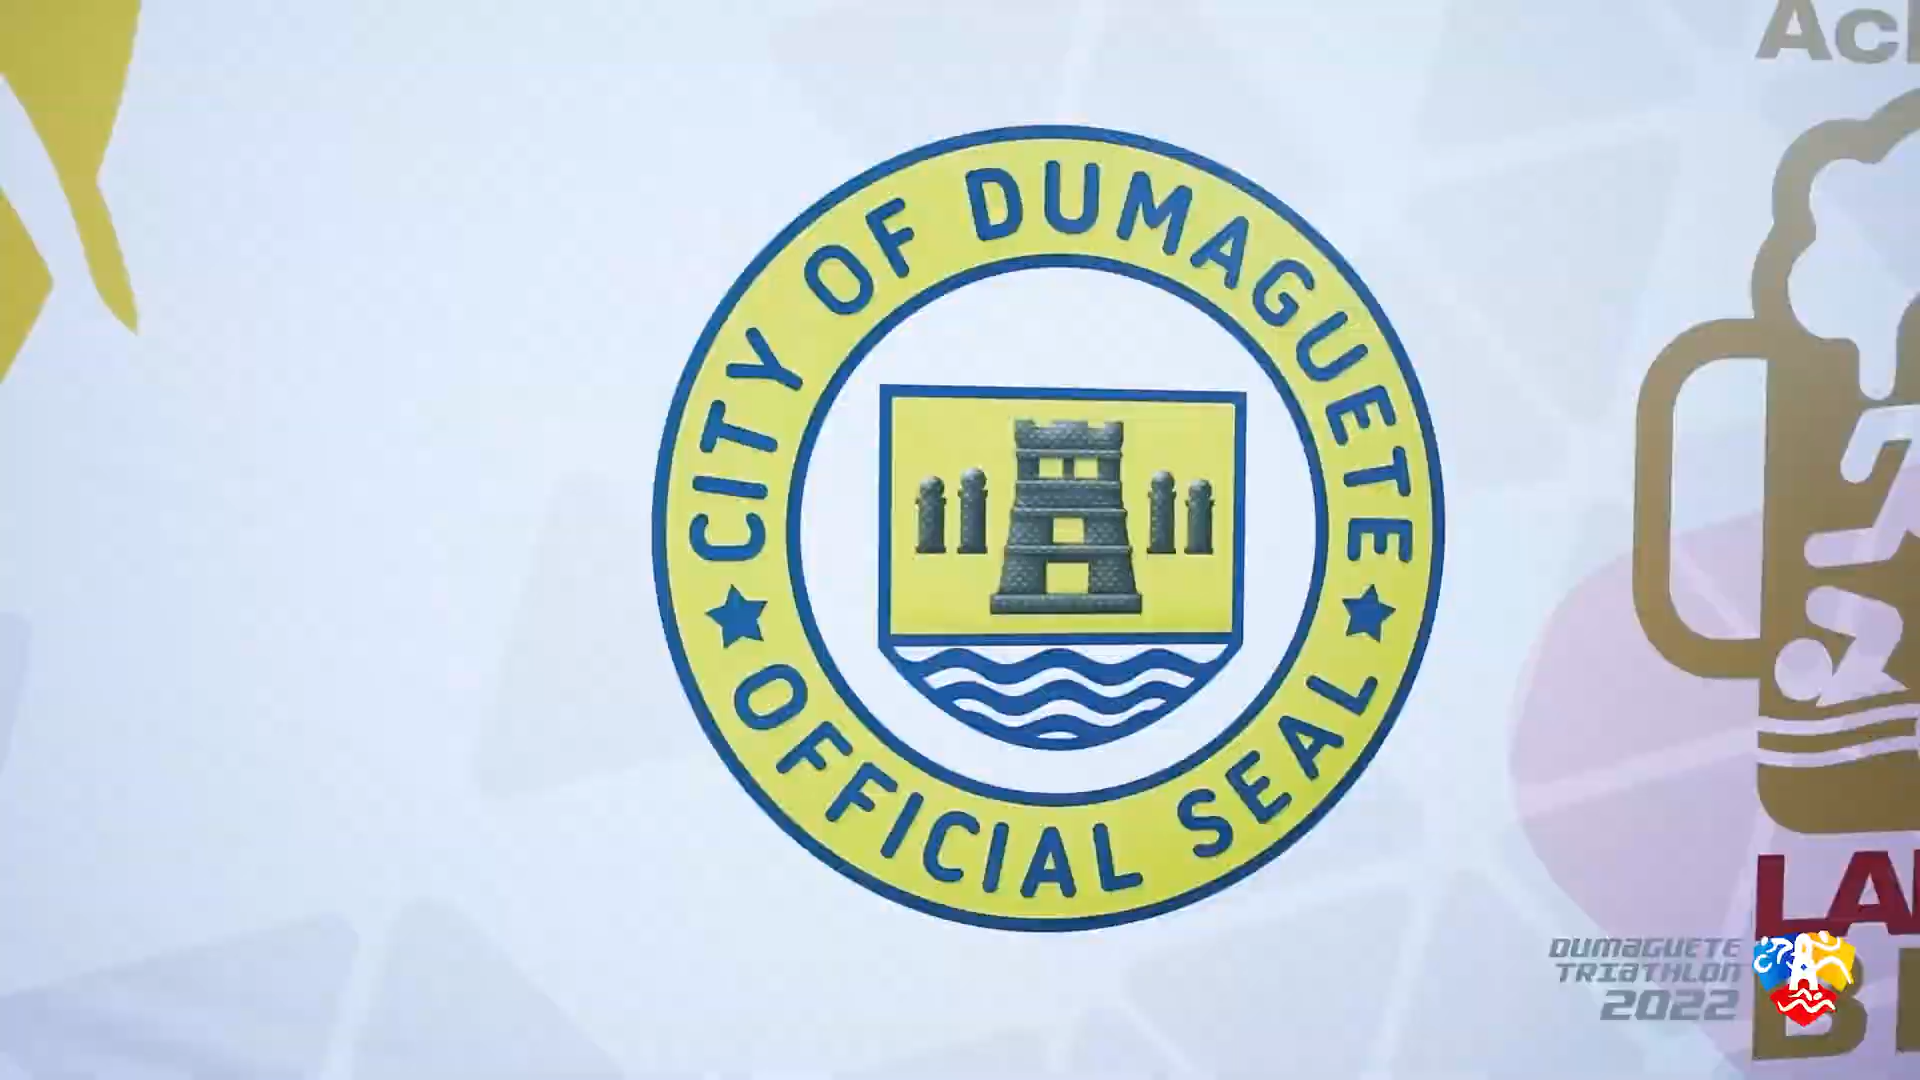 CITY OF DUMAGUETE
OFFICIAL SEAL
DUMAGUETE
TRIATHLON
2022